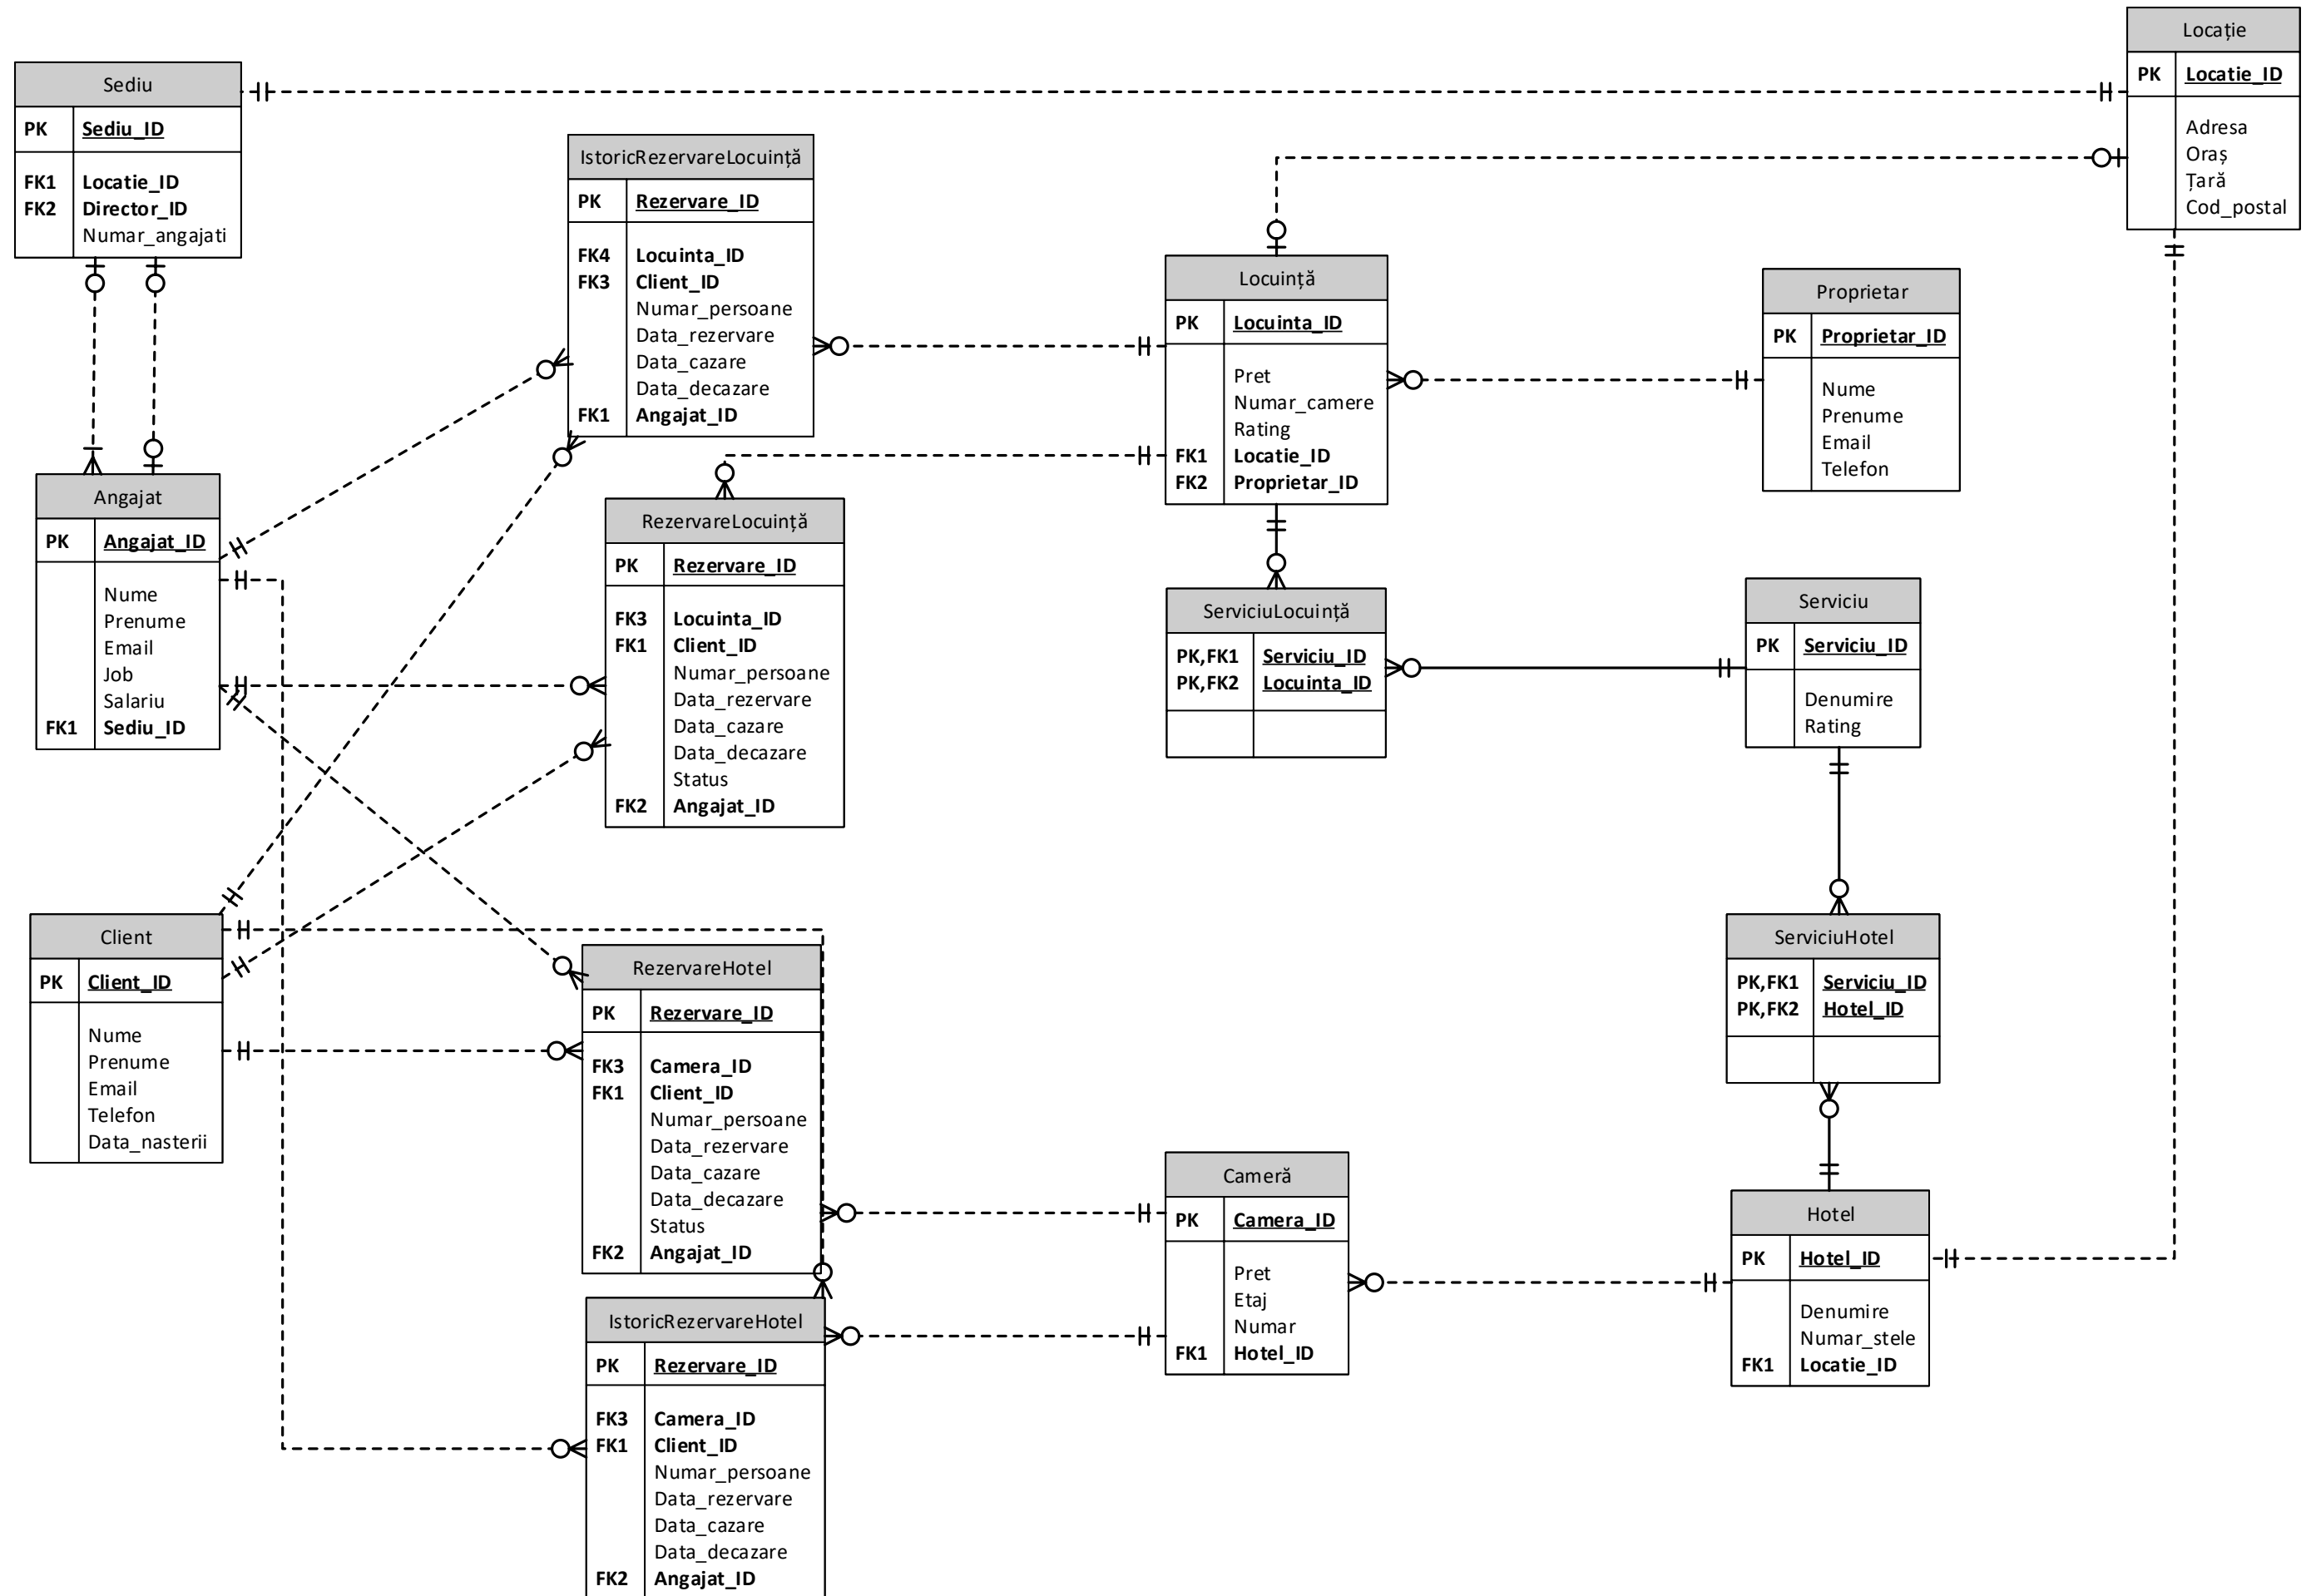 Locație
PK Locatie_ID
Adresa
Oraș
Țară
Cod_postal
Sediu
PK Sediu_ID
FK1 Locatie_ID
FK2 Director_ID
Numar_angajati
IstoricRezervareLocuință
PK Rezervare_ID
FK4 Locuinta_ID
FK3 Client_ID
Numar_persoane
Data_rezervare
Data_cazare
Data_decazare
FK1 Angajat_ID
Locuință
PK Locuinta_ID
Pret
Numar_camere
Rating
FK1 Locatie_ID
FK2 Proprietar_ID
Proprietar
PK Proprietar_ID
Nume
Prenume
Email
Telefon
Angajat
PK Angajat_ID
Nume
Prenume
Email
Job
Salariu
FK1 Sediu_ID
RezervareLocuință
PK Rezervare_ID
FK3 Locuinta_ID
FK1 Client_ID
Numar_persoane
Data_rezervare
Data_cazare
Data_decazare
Status
FK2 Angajat_ID
ServiciuLocuință
PK,FK1 Serviciu_ID
PK,FK2 Locuinta_ID
Serviciu
PK Serviciu_ID
Denumire
Rating
Client
PK Client_ID
Nume
Prenume
Email
Telefon
Data_nasterii
RezervareHotel
PK Rezervare_ID
FK3 Camera_ID
FK1 Client_ID
Numar_persoane
Data_rezervare
Data_cazare
Data_decazare
Status
FK2 Angajat_ID
ServiciuHotel
PK,FK1 Serviciu_ID
PK,FK2 Hotel_ID
Cameră
PK Camera_ID
Pret
Etaj
Numar
FK1 Hotel_ID
Hotel
PK Hotel_ID
Denumire
Numar_stele
FK1 Locatie_ID
IstoricRezervareHotel
PK Rezervare_ID
FK3 Camera_ID
FK1 Client_ID
Numar_persoane
Data_rezervare
Data_cazare
Data_decazare
FK2 Angajat_ID